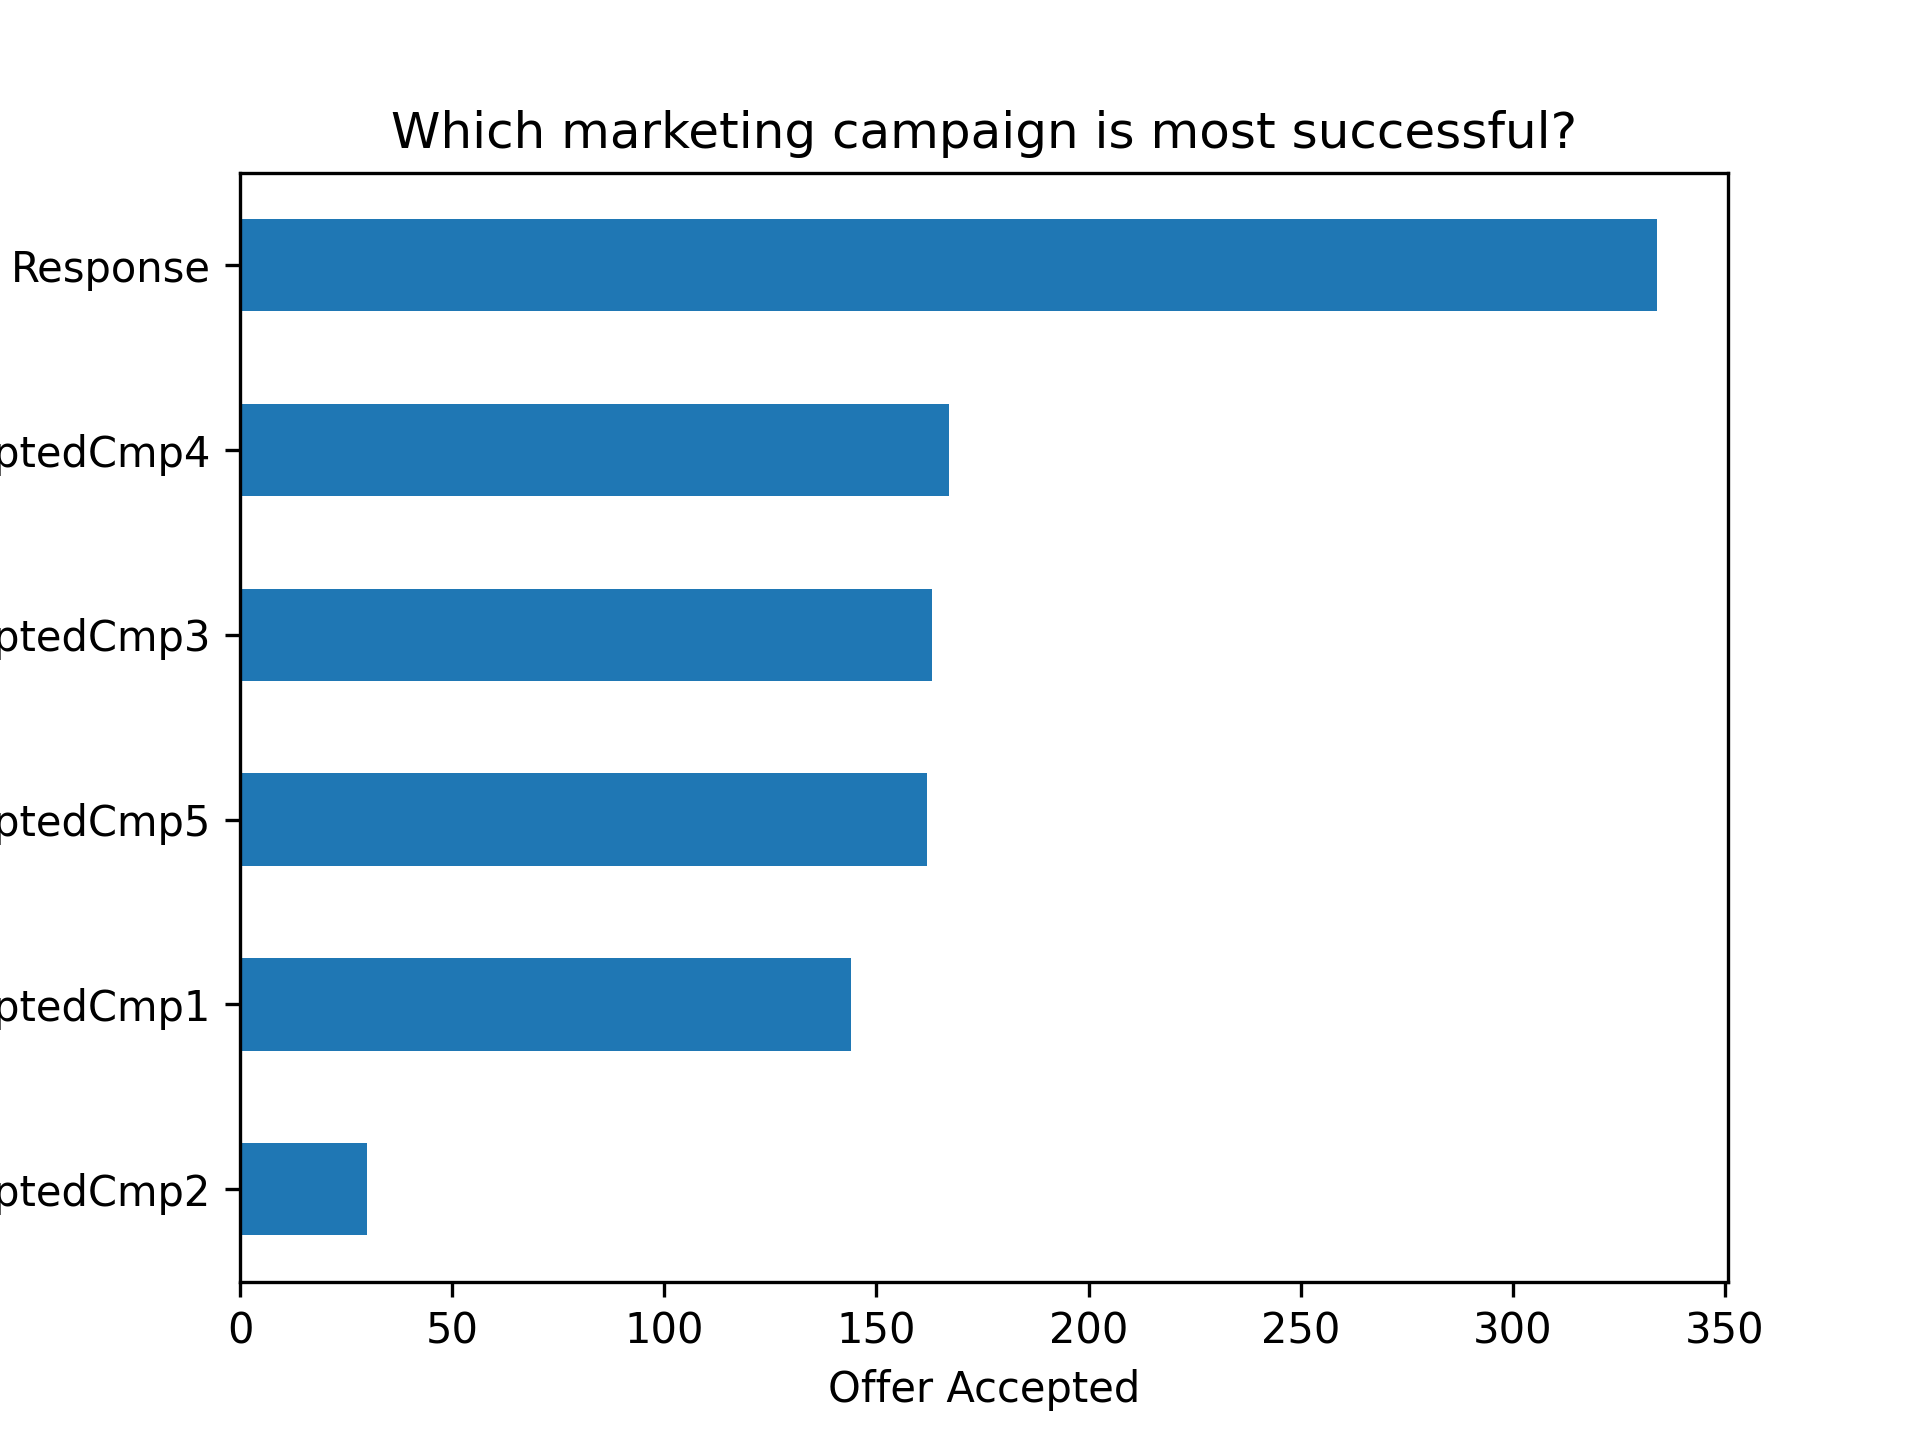 Which marketing campaign is most successful?
Response
ptedCmp4
ptedCmp3
ptedCmp5
ptedCmp1
ptedCmp2
0 50 100 150 200 250 300 350
Offer Accepted